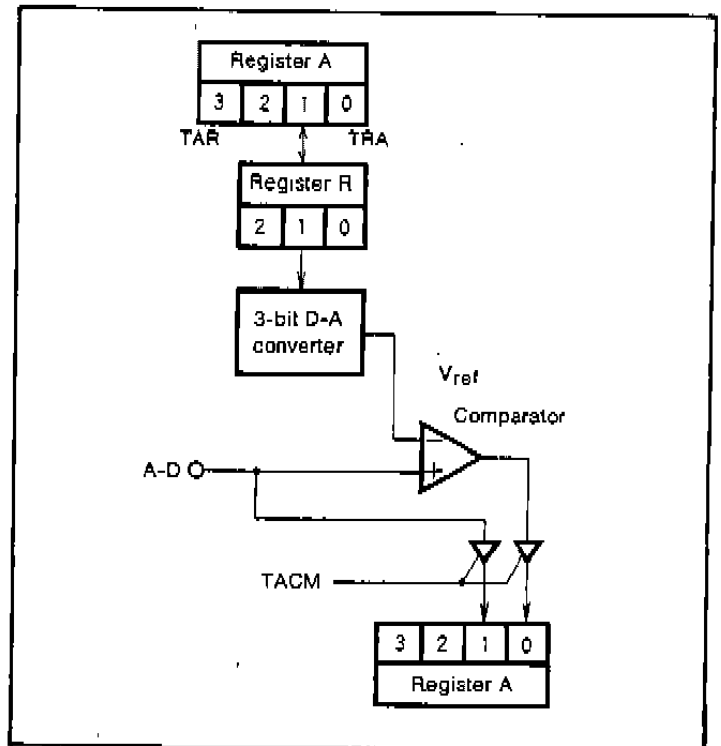 Register A
3 2 1 0
TAR TRA
Register R
2 1 0
3-bit D-A
converter
Vref
Comparator
−
A-D
+
TACM
3 2 1 0
Register A